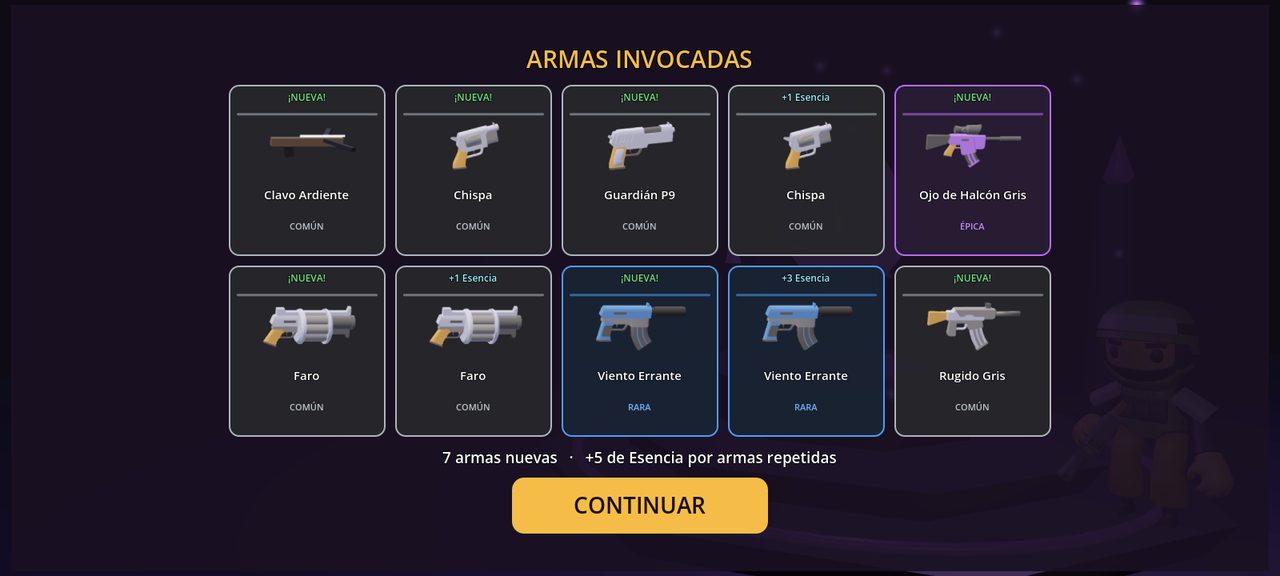 ARMAS INVOCADAS
¡NUEVA!
Clavo Ardiente
COMÚN
¡NUEVA!
Chispa
COMÚN
¡NUEVA!
Guardián P9
COMÚN
+1 Esencia
Chispa
COMÚN
¡NUEVA!
Ojo de Halcón Gris
ÉPICA
¡NUEVA!
Faro
COMÚN
+1 Esencia
Faro
COMÚN
¡NUEVA!
Viento Errante
RARA
+3 Esencia
Viento Errante
RARA
¡NUEVA!
Rugido Gris
COMÚN
7 armas nuevas · +5 de Esencia por armas repetidas
CONTINUAR